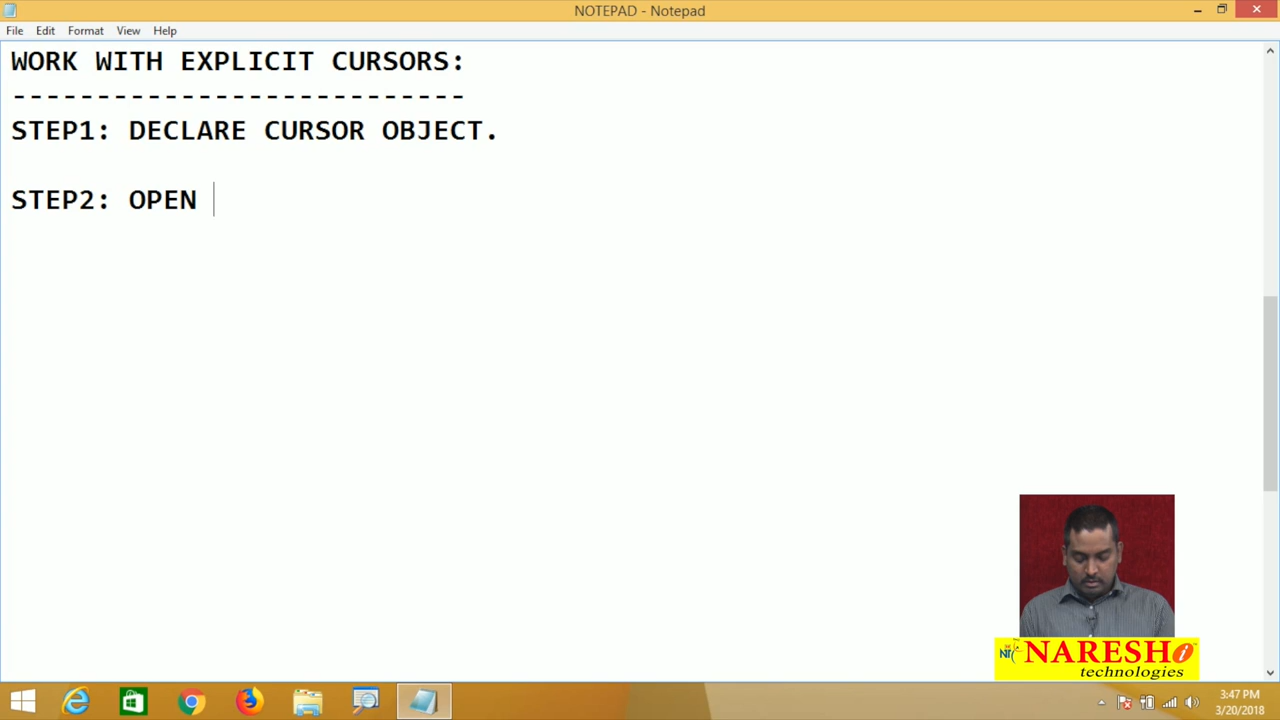 NOTEPAD - Notepad
File Edit Format View Help
WORK WITH EXPLICIT CURSORS:
---------------------------
STEP1: DECLARE CURSOR OBJECT.
STEP2: OPEN
NARESH i
technologies
3:47 PM
3/20/2018